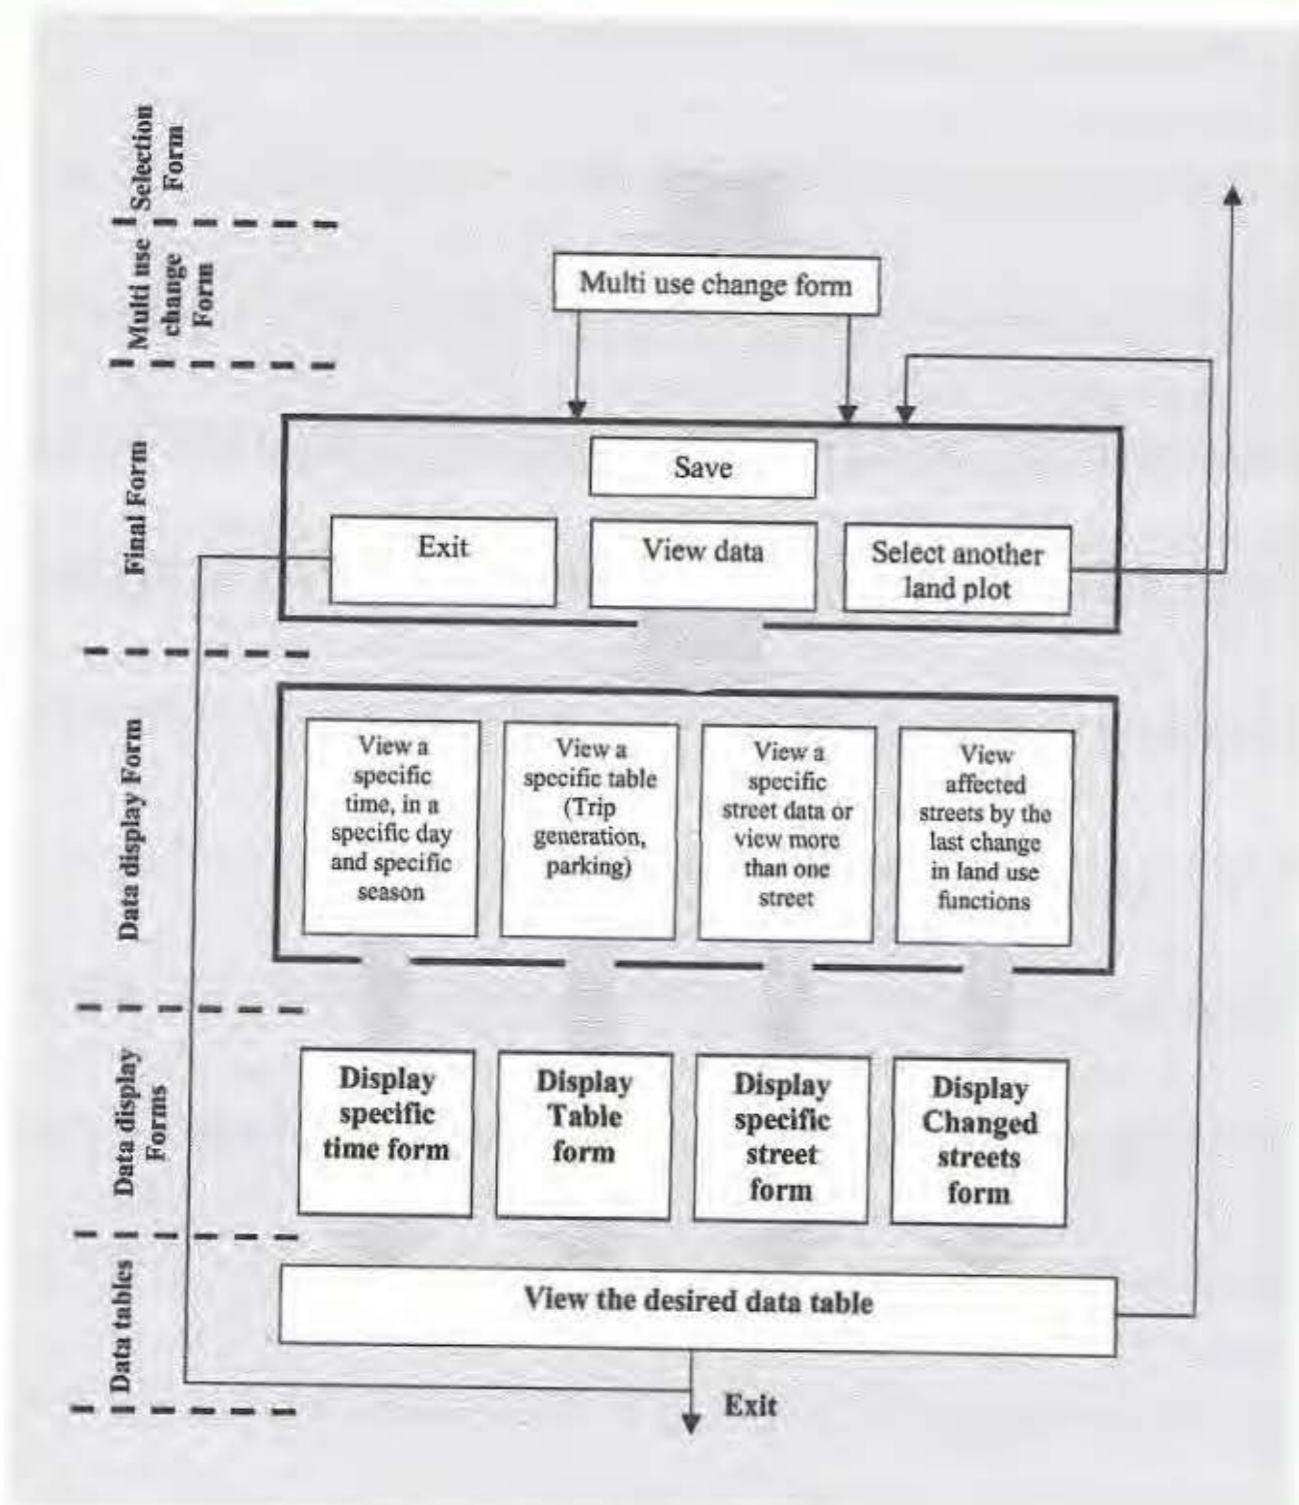 Selection
Form
Multi use
change
Form
Multi use change form
Final Form
Save
Exit
View data
Select another
land plot
Data display Form
View a
specific
time, in a
specific day
and specific
season
View a
specific table
(Trip
generation,
parking)
View a
specific
street data or
view more
than one
street
View
affected
streets by the
last change
in land use
functions
Data display
Forms
Display
specific
time form
Display
Table
form
Display
specific
street
form
Display
Changed
streets
form
Data tables
View the desired data table
Exit